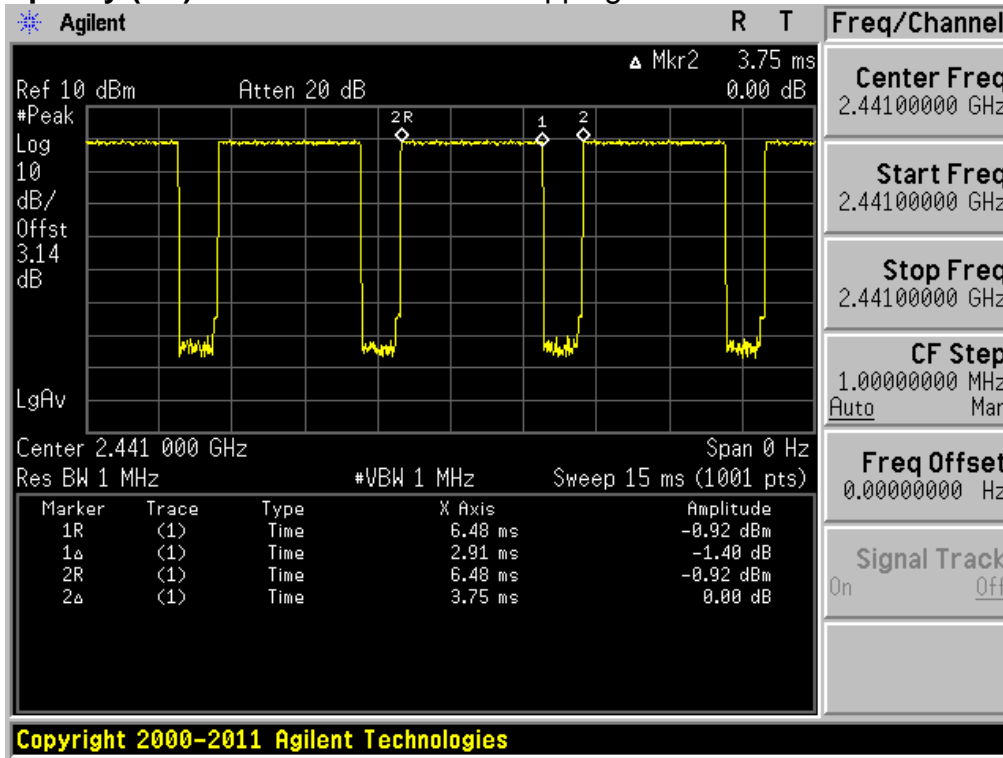 Agilent R T Freq/Channel
Δ Mkr2 3.75 ms
Ref 10 dBm Atten 20 dB 0.00 dB
#Peak
Log
10
dB/
Offst
3.14
dB
LgAv
2R 1 2
Center 2.441 000 GHz Span 0 Hz
Res BW 1 MHz #VBW 1 MHz Sweep 15 ms (1001 pts)
Marker Trace Type X Axis Amplitude
1R (1) Time 6.48 ms -0.92 dBm
1Δ (1) Time 2.91 ms -1.40 dB
2R (1) Time 6.48 ms -0.92 dBm
2Δ (1) Time 3.75 ms 0.00 dB
Center Freq
2.44100000 GHz
Start Freq
2.44100000 GHz
Stop Freq
2.44100000 GHz
CF Step
1.00000000 MHz
Auto Man
Freq Offset
0.00000000 Hz
Signal Track
On Off
Copyright 2000-2011 Agilent Technologies